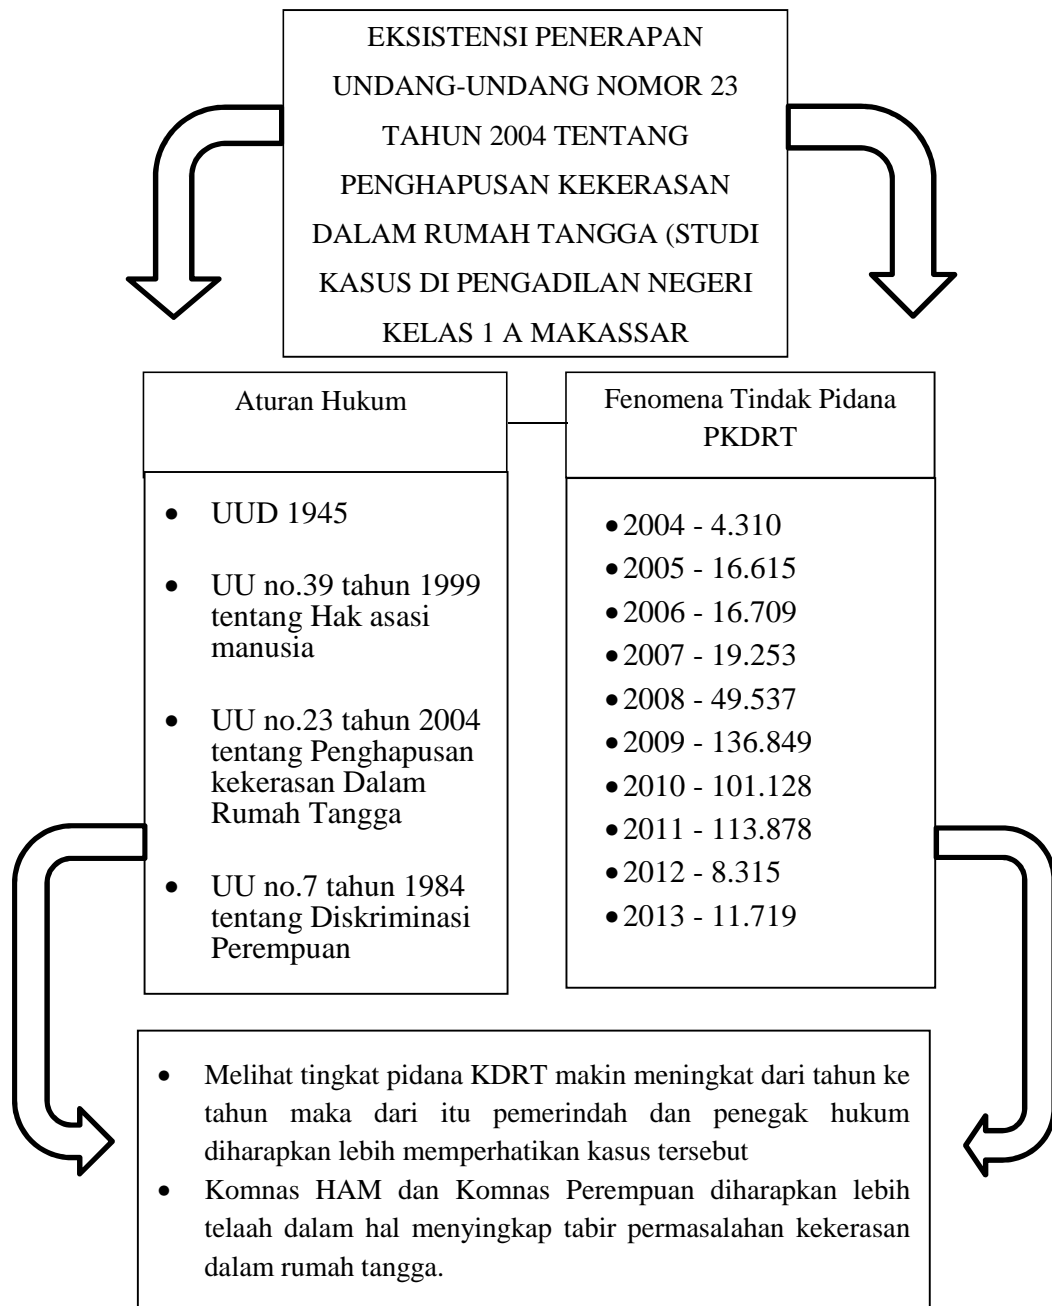 EKSISTENSI PENERAPAN
UNDANG-UNDANG NOMOR 23
TAHUN 2004 TENTANG
PENGHAPUSAN KEKERASAN
DALAM RUMAH TANGGA (STUDI
KASUS DI PENGADILAN NEGERI
KELAS 1 A MAKASSAR
Aturan Hukum
• UUD 1945
• UU no.39 tahun 1999
tentang Hak asasi
manusia
• UU no.23 tahun 2004
tentang Penghapusan
kekerasan Dalam
Rumah Tangga
• UU no.7 tahun 1984
tentang Diskriminasi
Perempuan
Fenomena Tindak Pidana
PKDRT
• 2004 - 4.310
• 2005 - 16.615
• 2006 - 16.709
• 2007 - 19.253
• 2008 - 49.537
• 2009 - 136.849
• 2010 - 101.128
• 2011 - 113.878
• 2012 - 8.315
• 2013 - 11.719
• Melihat tingkat pidana KDRT makin meningkat dari tahun ke
tahun maka dari itu pemerindah dan penegak hukum
diharapkan lebih memperhatikan kasus tersebut
• Komnas HAM dan Komnas Perempuan diharapkan lebih
telaah dalam hal menyingkap tabir permasalahan kekerasan
dalam rumah tangga.